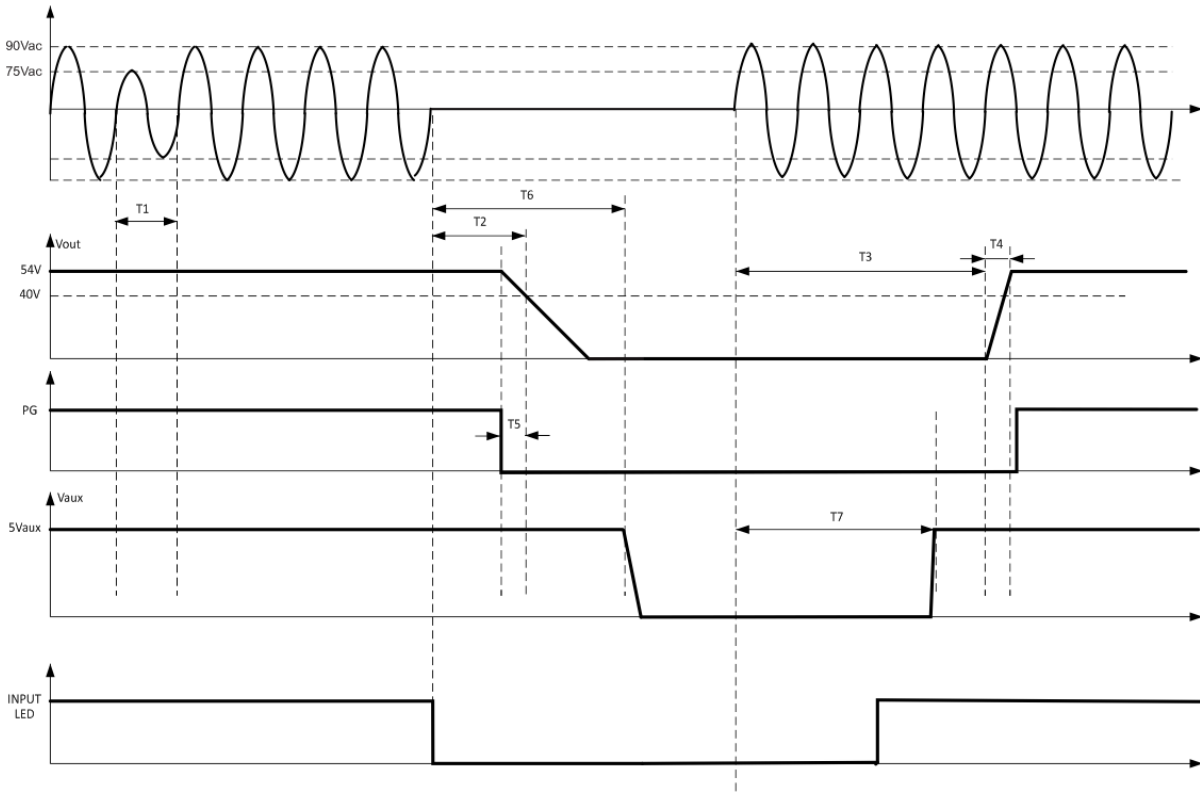 90Vac
75Vac
T1
T6
T2
Vout
54V
40V
T3
T4
PG
T5
Vaux
5Vaux
T7
INPUT
LED